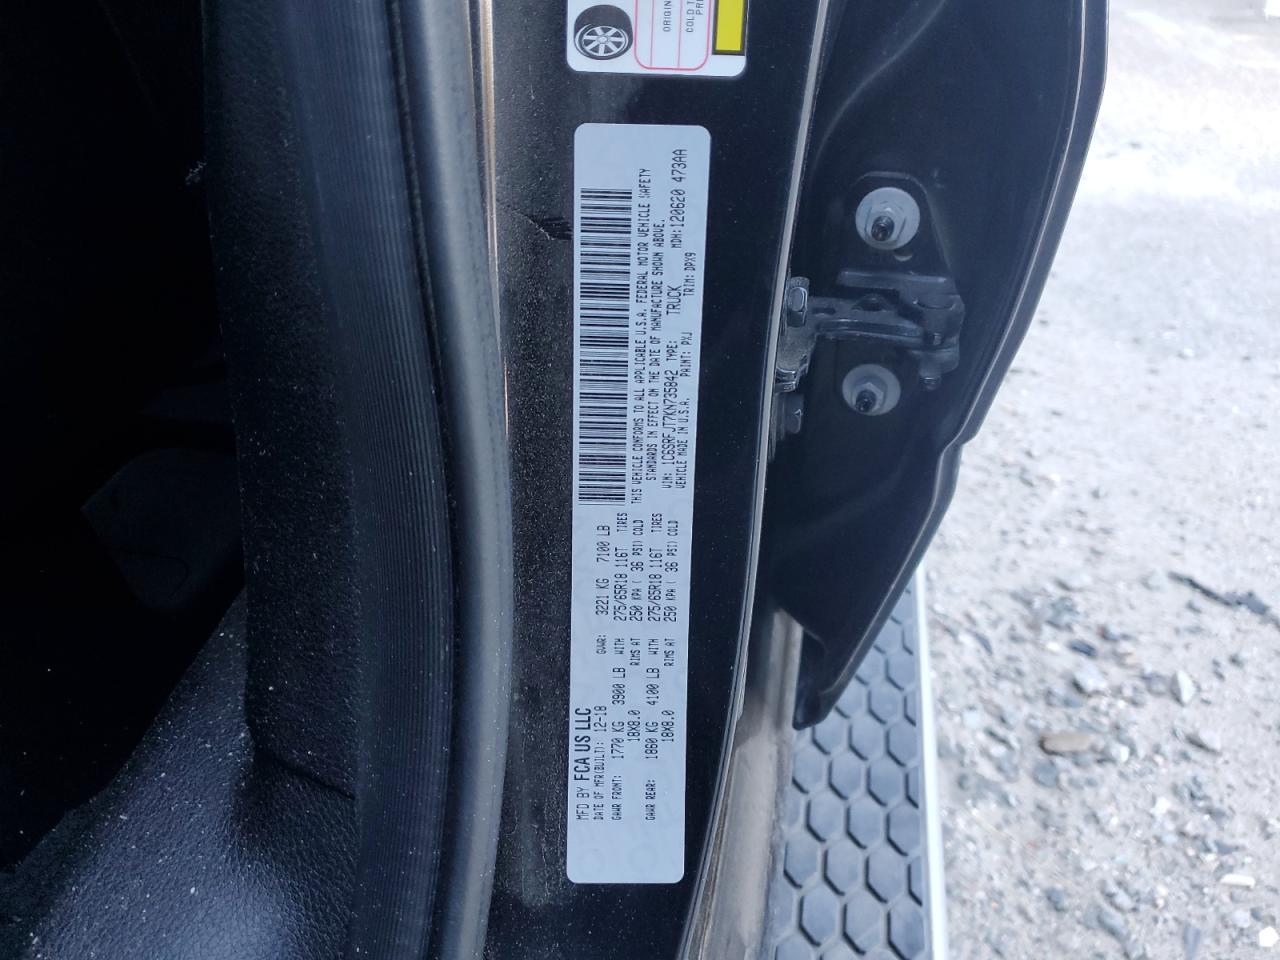 ORIGIN
COLD T
PRE
MFD BY FCA US LLC
DATE OF MFR(BUILT): 12-18 GVWR: 3221 KG 7100 LB
GAWR FRONT: 1770 KG 3900 LB WITH 275/65R18 116T TIRES
18X8.0 RIMS AT 250 KPA ( 36 PSI) COLD
GAWR REAR: 1860 KG 4100 LB WITH 275/65R18 116T TIRES
18X8.0 RIMS AT 250 KPA ( 36 PSI) COLD
THIS VEHICLE CONFORMS TO ALL APPLICABLE U.S.A. FEDERAL MOTOR VEHICLE SAFETY
STANDARDS IN EFFECT ON THE DATE OF MANUFACTURE SHOWN ABOVE.
VIN: 1C6SRFJT7KN735842 TYPE: TRUCK MDH:120620 473AA
VEHICLE MADE IN U.S.A. PAINT: PXJ TRIM: DPX9